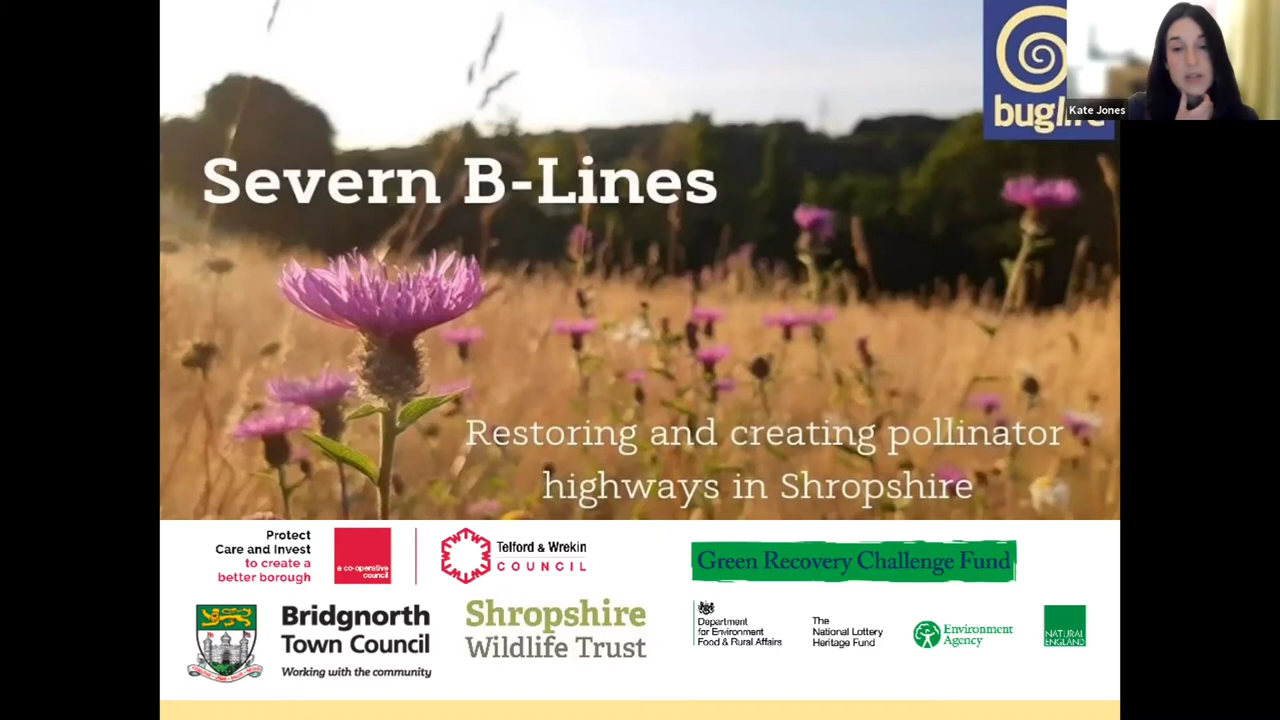 buglife
Kate Jones
Severn B-Lines
Restoring and creating pollinator
highways in Shropshire
Protect
Care and Invest
to create a
better borough
a co-operative
council
Telford & Wrekin
COUNCIL
Green Recovery Challenge Fund
Bridgnorth
Town Council
Working with the community
Shropshire
Wildlife Trust
Department
for Environment
Food & Rural Affairs
The
National Lottery
Heritage Fund
Environment
Agency
NATURAL
ENGLAND